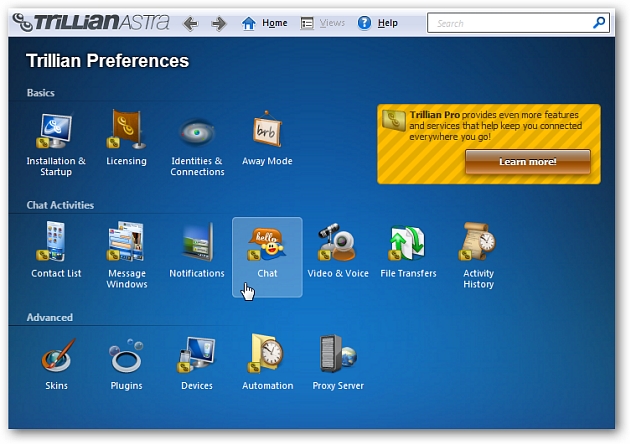 TRILLIANASTRA Home Views Help Search
Trillian Preferences
Basics
Trillian Pro provides even more features
and services that help keep you connected
everywhere you go!
Learn more!
brb
Installation &
Startup
Licensing
Identities &
Connections
Away Mode
Chat Activities
hello
Contact List
Message
Windows
Notifications
Chat
Video & Voice
File Transfers
Activity
History
Advanced
Skins
Plugins
Devices
Automation
Proxy Server